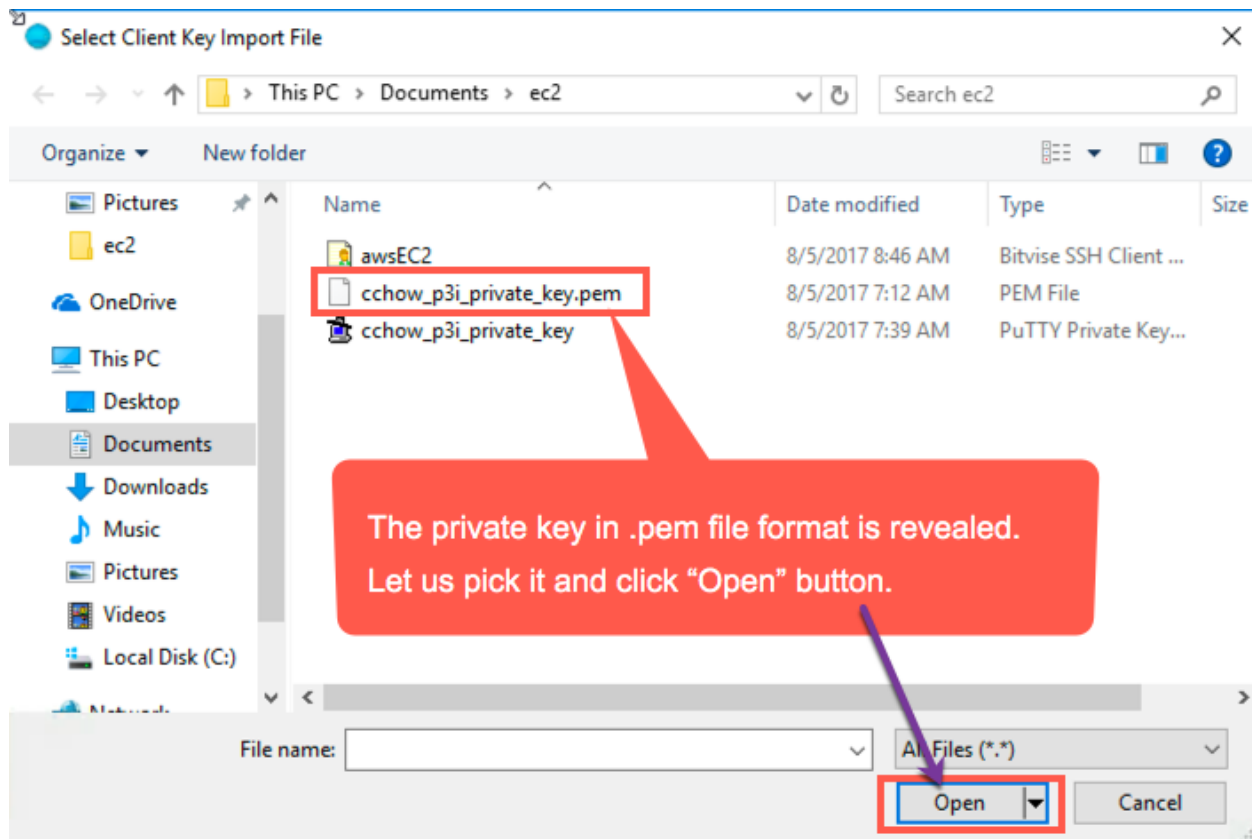 Select Client Key Import File
This PC > Documents > ec2
Search ec2
Organize
New folder
Name
Date modified
Type
Size
Pictures
ec2
OneDrive
This PC
Desktop
Documents
Downloads
Music
Pictures
Videos
Local Disk (C:)
awsEC2 8/5/2017 8:46 AM Bitvise SSH Client ...
cchow_p3i_private_key.pem 8/5/2017 7:12 AM PEM File
cchow_p3i_private_key 8/5/2017 7:39 AM PuTTY Private Key...
The private key in .pem file format is revealed.
Let us pick it and click “Open” button.
File name:
All Files (*.*)
Open
Cancel